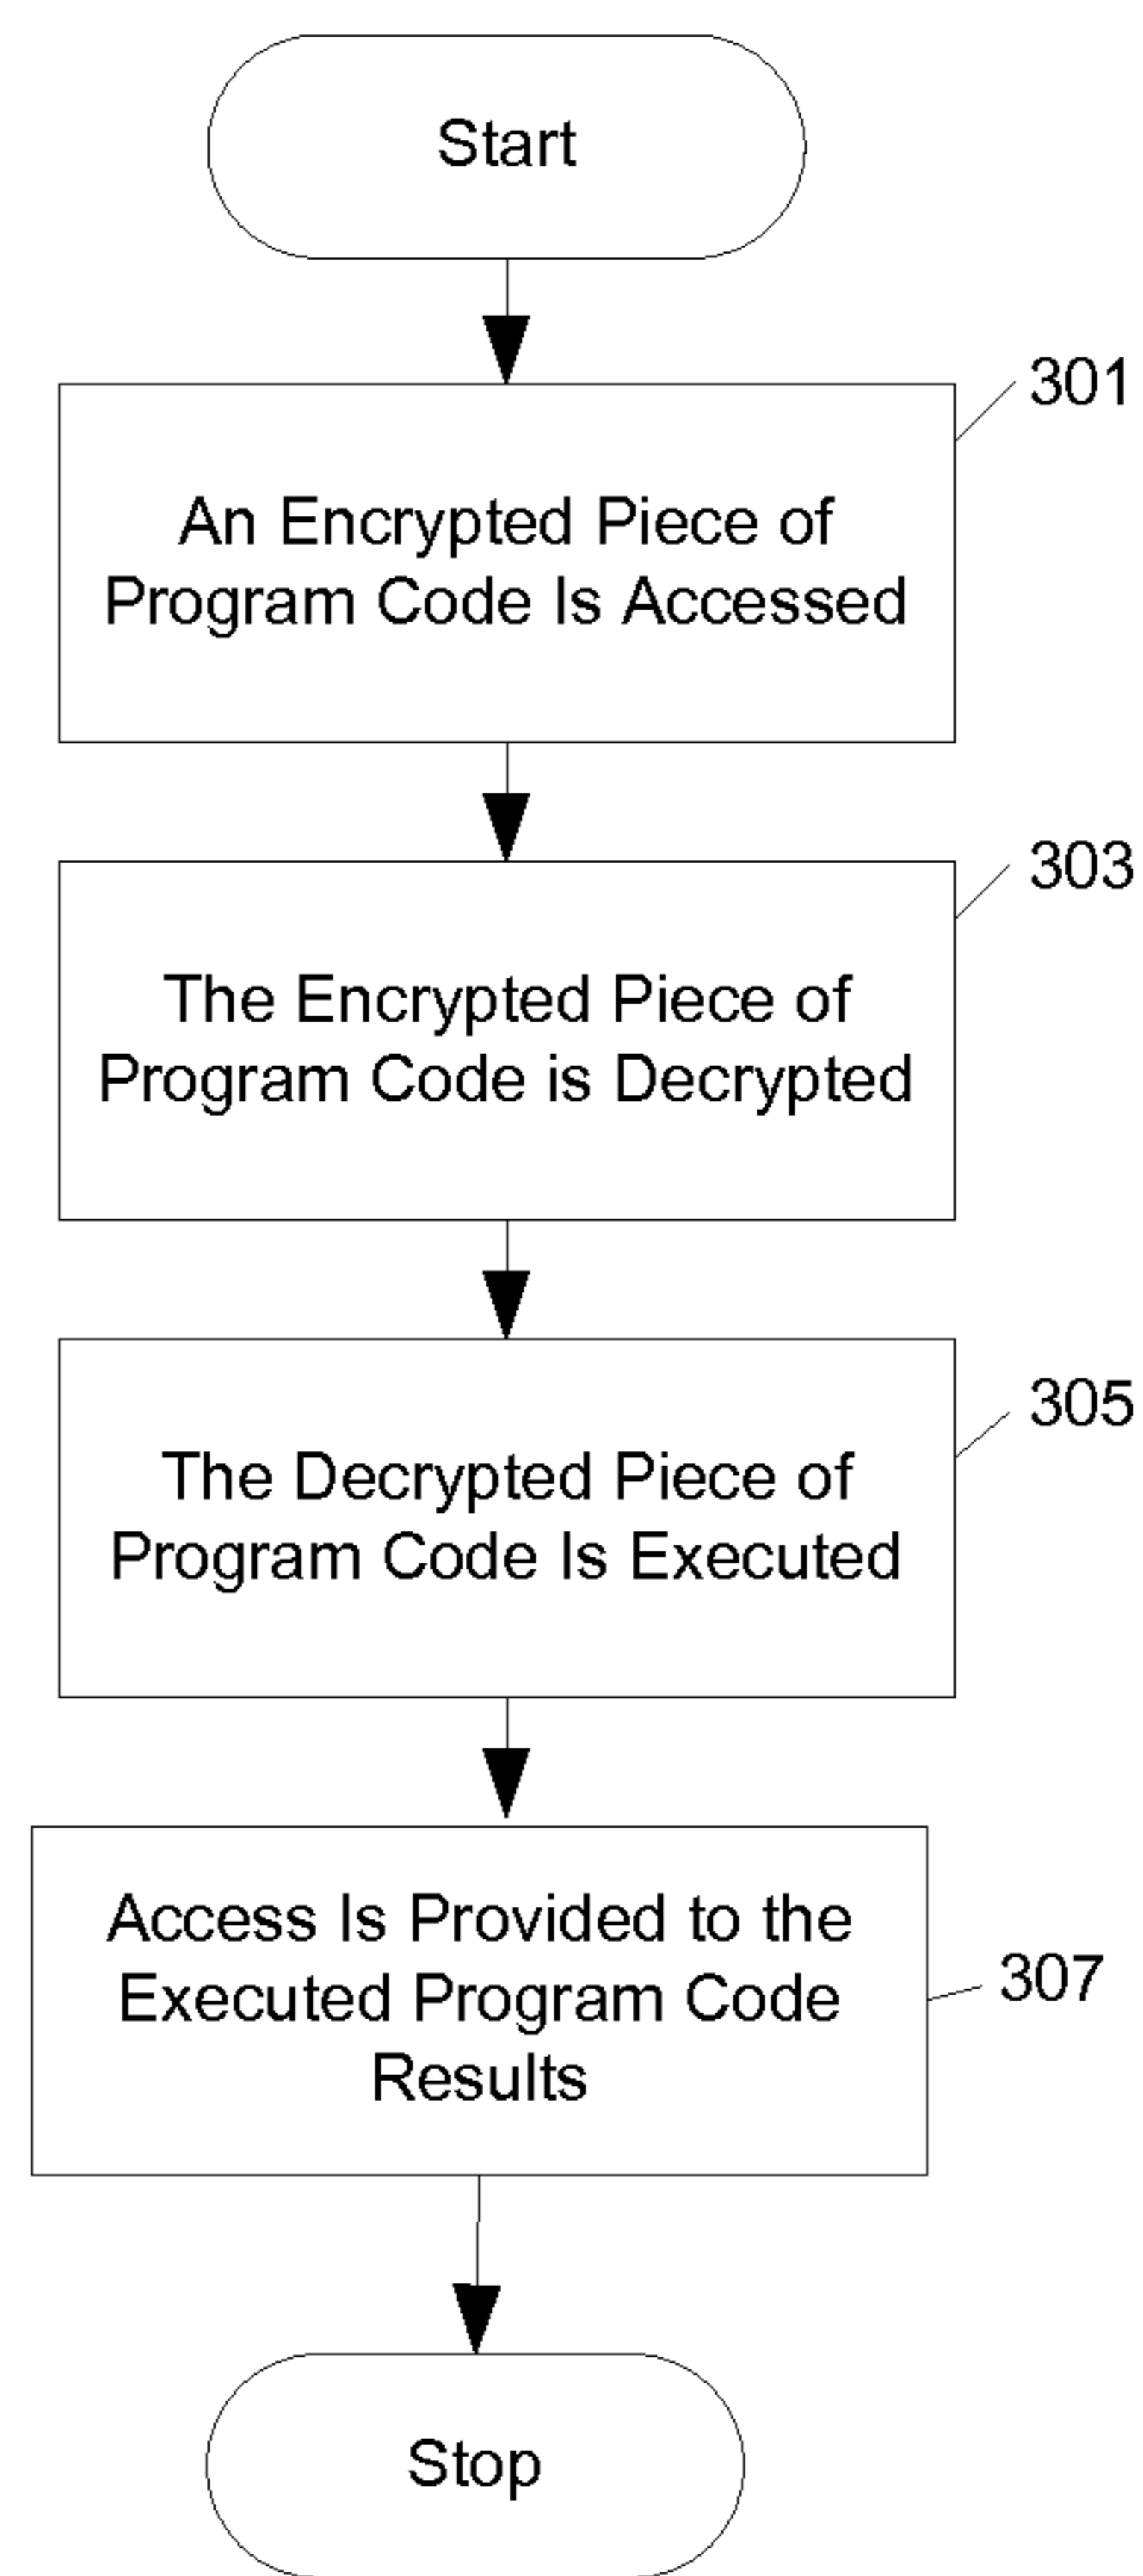 Start
301
An Encrypted Piece of
Program Code Is Accessed
303
The Encrypted Piece of
Program Code is Decrypted
305
The Decrypted Piece of
Program Code Is Executed
Access Is Provided to the
Executed Program Code
Results
307
Stop